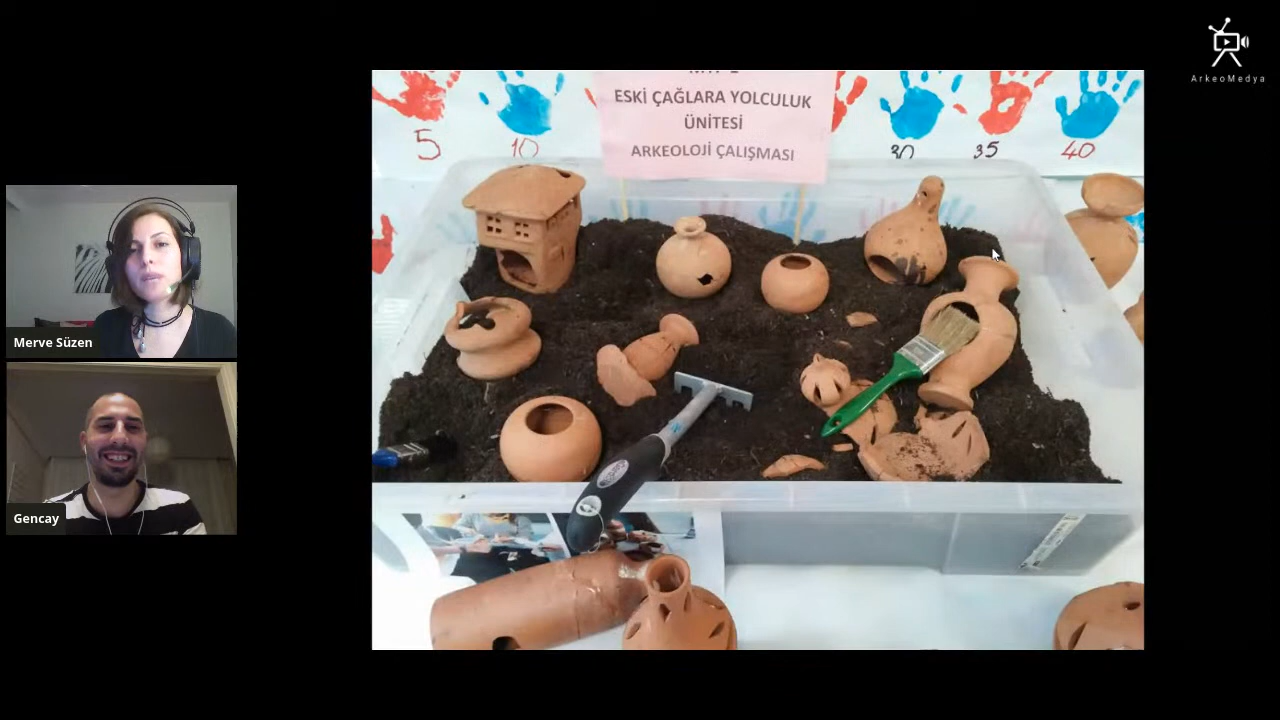 ArkeoMedya
ESKİ ÇAĞLARA YOLCULUK
ÜNİTESİ
ARKEOLOJİ ÇALIŞMASI
5
10
30
35
40
Merve Süzen
Gencay